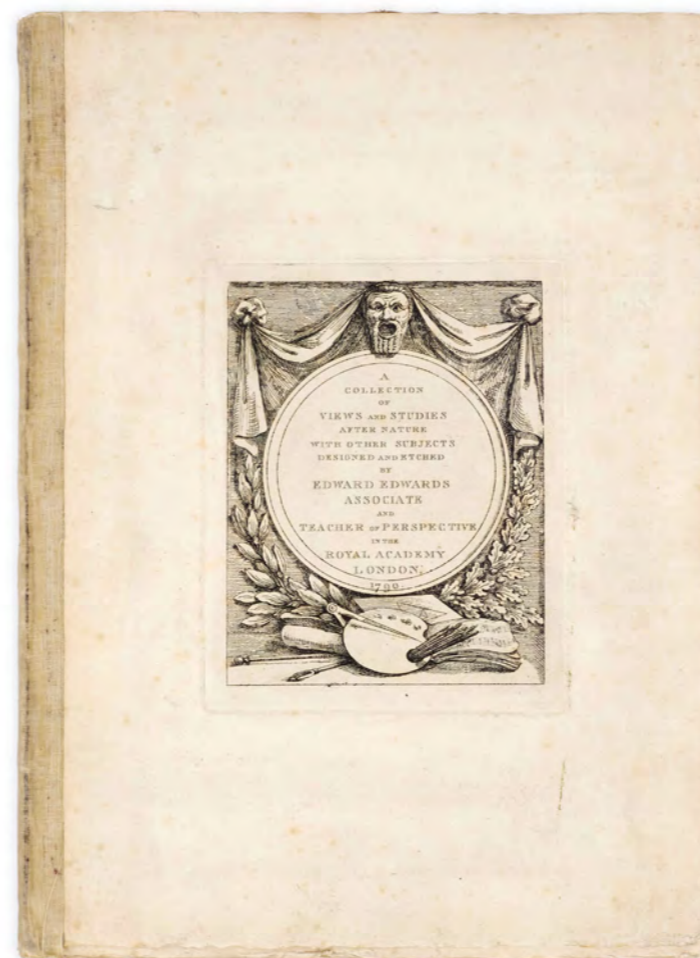 A
COLLECTION
OF
VIEWS AND STUDIES
AFTER NATURE
WITH OTHER SUBJECTS
DESIGNED AND ETCHED
BY
EDWARD EDWARDS
ASSOCIATE
AND
TEACHER OF PERSPECTIVE
IN THE
ROYAL ACADEMY
LONDON.
1790.